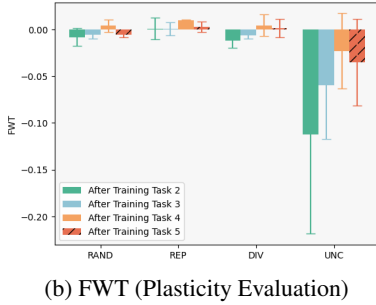 0.00
−0.05
−0.10
−0.15
−0.20
FWT
After Training Task 2
After Training Task 3
After Training Task 4
After Training Task 5
RAND REP DIV UNC
(b) FWT (Plasticity Evaluation)